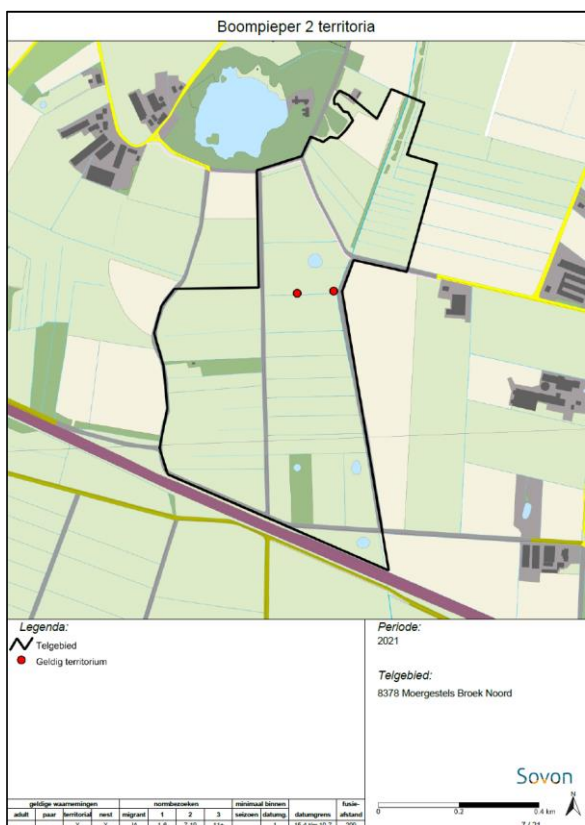 Boompieper 2 territoria
Legenda:
Telgebied
Geldig territorium
Periode:
2021
Telgebied:
8378 Moergestels Broek Noord
Sovon
0 0.2 0.4 km
N
geldige waarnemingen normbezoeken minimaal binnen fusie-
adult paar territorial nest migrant 1 2 3 seizoen datumg. datumgrens afstand